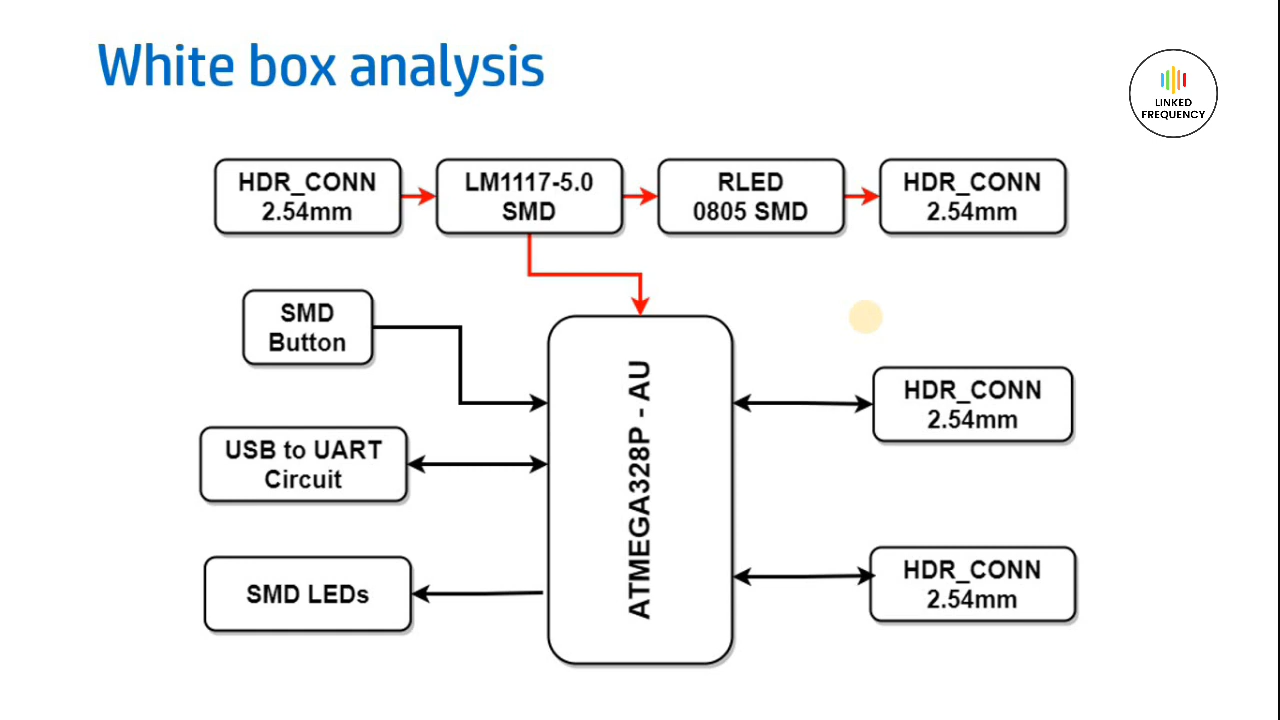 White box analysis
LINKED
FREQUENCY
HDR_CONN
2.54mm
LM1117-5.0
SMD
RLED
0805 SMD
HDR_CONN
2.54mm
SMD
Button
USB to UART
Circuit
SMD LEDs
ATMEGA328P - AU
HDR_CONN
2.54mm
HDR_CONN
2.54mm